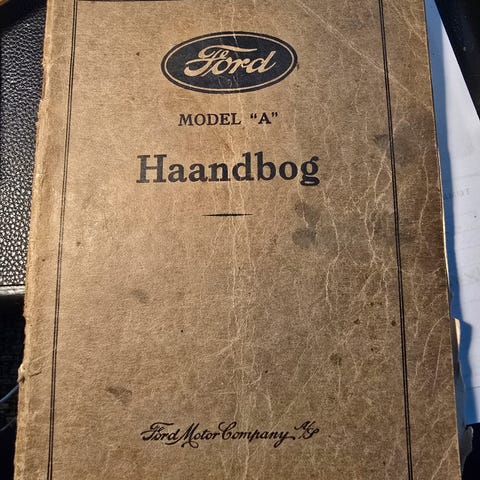 Ford
MODEL "A"
Haandbog
Ford Motor Company A/S